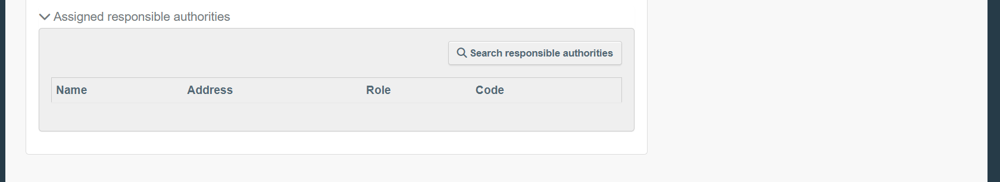 Assigned responsible authorities
Search responsible authorities
Name Address Role Code